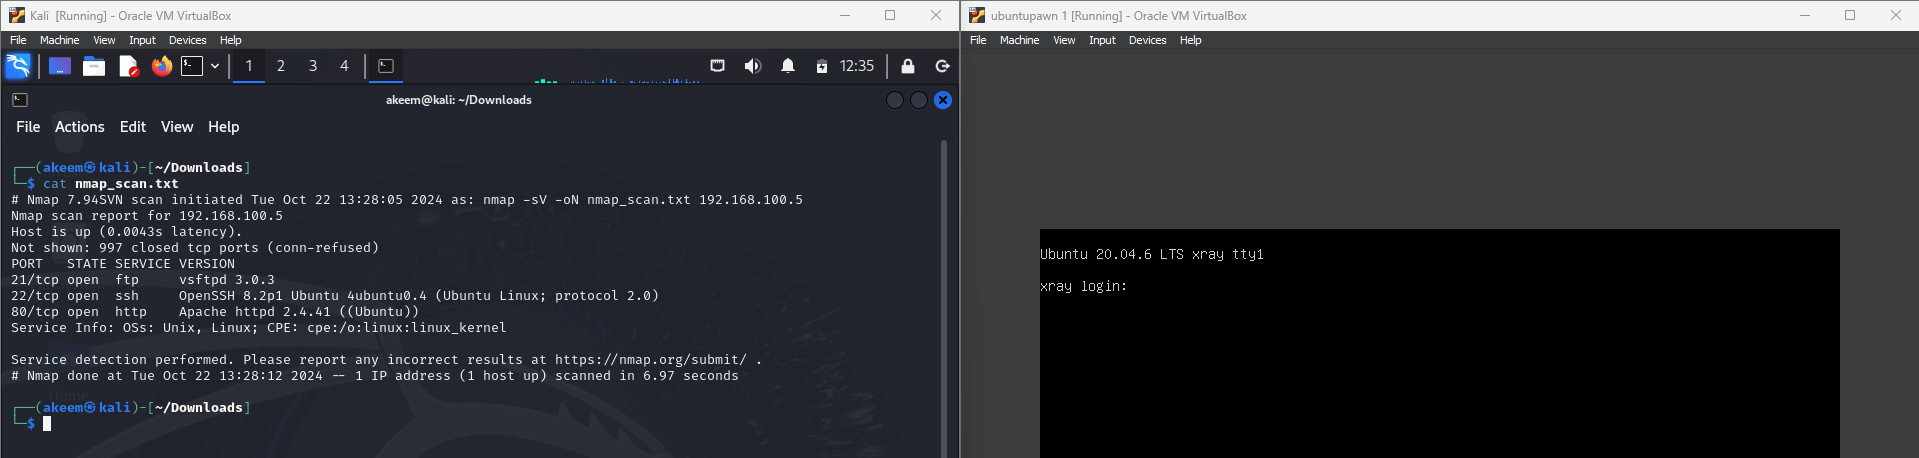 Kali [Running] - Oracle VM VirtualBox
File Machine View Input Devices Help
1 2 3 4
12:35
akeem@kali: ~/Downloads
File Actions Edit View Help
┌──(akeem㉿kali)-[~/Downloads]
└─$ cat nmap_scan.txt
# Nmap 7.94SVN scan initiated Tue Oct 22 13:28:05 2024 as: nmap -sV -oN nmap_scan.txt 192.168.100.5
Nmap scan report for 192.168.100.5
Host is up (0.0043s latency).
Not shown: 997 closed tcp ports (conn-refused)
PORT   STATE SERVICE VERSION
21/tcp open  ftp     vsftpd 3.0.3
22/tcp open  ssh     OpenSSH 8.2p1 Ubuntu 4ubuntu0.4 (Ubuntu Linux; protocol 2.0)
80/tcp open  http    Apache httpd 2.4.41 ((Ubuntu))
Service Info: OSs: Unix, Linux; CPE: cpe:/o:linux:linux_kernel
Service detection performed. Please report any incorrect results at https://nmap.org/submit/ .
# Nmap done at Tue Oct 22 13:28:12 2024 -- 1 IP address (1 host up) scanned in 6.97 seconds
Home
┌──(akeem㉿kali)-[~/Downloads]
└─$
ubuntupawn 1 [Running] - Oracle VM VirtualBox
File Machine View Input Devices Help
Ubuntu 20.04.6 LTS xray tty1
xray login: